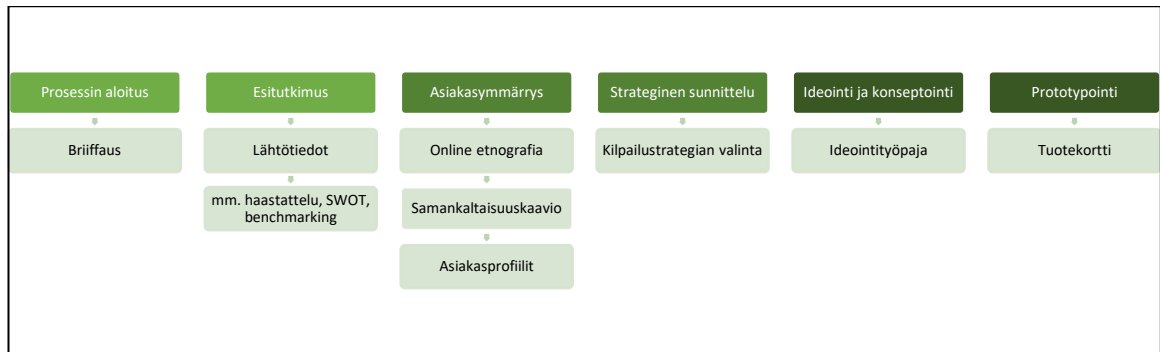 Prosessin aloitus
Briiffaus
Esitutkimus
Lähtötiedot
mm. haastattelu, SWOT,
benchmarking
Asiakasymmärrys
Online etnografia
Samankaltaisuuskaavio
Asiakasprofiilit
Strateginen sunnittelu
Kilpailustrategian valinta
Ideointi ja konseptointi
Ideointityöpaja
Prototypointi
Tuotekortti